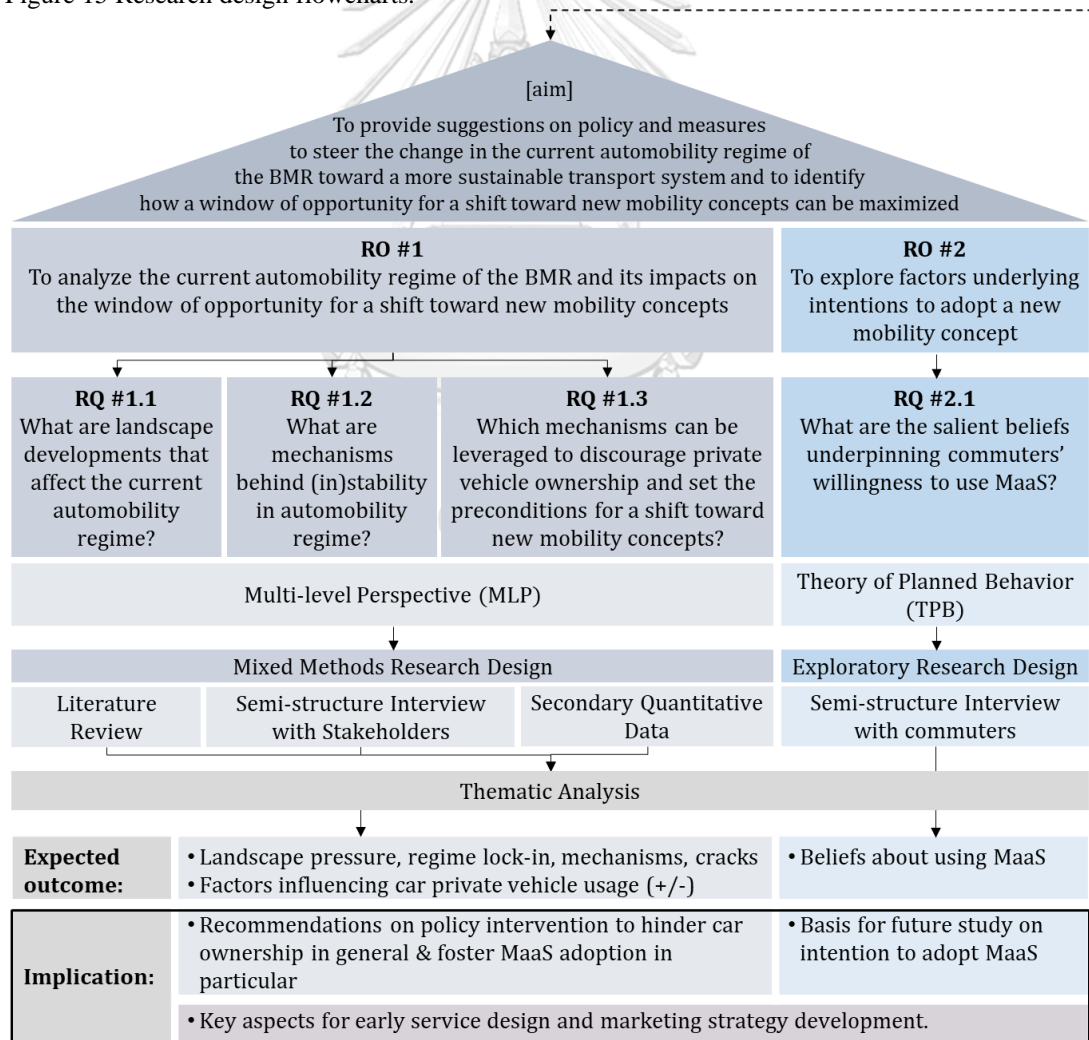 Figure 15 Research design flowcharts.
[aim]
To provide suggestions on policy and measures
to steer the change in the current automobility regime of
the BMR toward a more sustainable transport system and to identify
how a window of opportunity for a shift toward new mobility concepts can be maximized
RO #1
To analyze the current automobility regime of the BMR and its impacts on
the window of opportunity for a shift toward new mobility concepts
RO #2
To explore factors underlying
intentions to adopt a new
mobility concept
RQ #1.1
What are landscape
developments that
affect the current
automobility
regime?
RQ #1.2
What are
mechanisms
behind (in)stability
in automobility
regime?
RQ #1.3
Which mechanisms can be
leveraged to discourage private
vehicle ownership and set the
preconditions for a shift toward
new mobility concepts?
RQ #2.1
What are the salient beliefs
underpinning commuters'
willingness to use MaaS?
Multi-level Perspective (MLP)
Theory of Planned Behavior
(TPB)
Mixed Methods Research Design
Exploratory Research Design
Literature
Review
Semi-structure Interview
with Stakeholders
Secondary Quantitative
Data
Semi-structure Interview
with commuters
Thematic Analysis
Expected
outcome:
• Landscape pressure, regime lock-in, mechanisms, cracks
• Factors influencing car private vehicle usage (+/-)
• Beliefs about using MaaS
Implication:
• Recommendations on policy intervention to hinder car
ownership in general & foster MaaS adoption in
particular
• Basis for future study on
intention to adopt MaaS
• Key aspects for early service design and marketing strategy development.